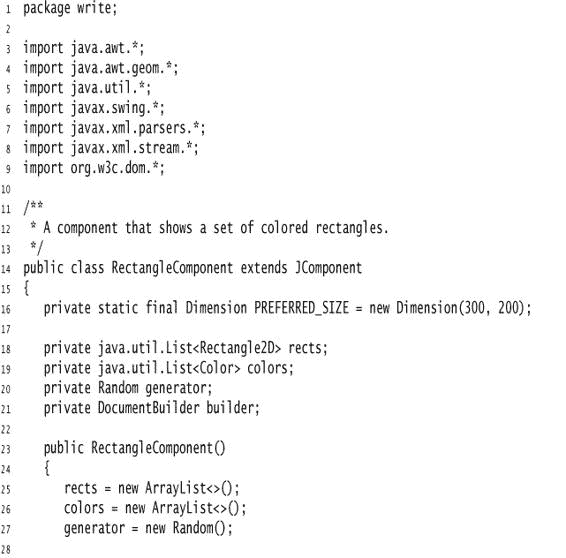 1 package write;
2
3 import java.awt.*;
4 import java.awt.geom.*;
5 import java.util.*;
6 import javax.swing.*;
7 import javax.xml.parsers.*;
8 import javax.xml.stream.*;
9 import org.w3c.dom.*;
10
11 /**
12  * A component that shows a set of colored rectangles.
13  */
14 public class RectangleComponent extends JComponent
15 {
16    private static final Dimension PREFERRED_SIZE = new Dimension(300, 200);
17
18    private java.util.List<Rectangle2D> rects;
19    private java.util.List<Color> colors;
20    private Random generator;
21    private DocumentBuilder builder;
22
23    public RectangleComponent()
24    {
25       rects = new ArrayList<>();
26       colors = new ArrayList<>();
27       generator = new Random();
28